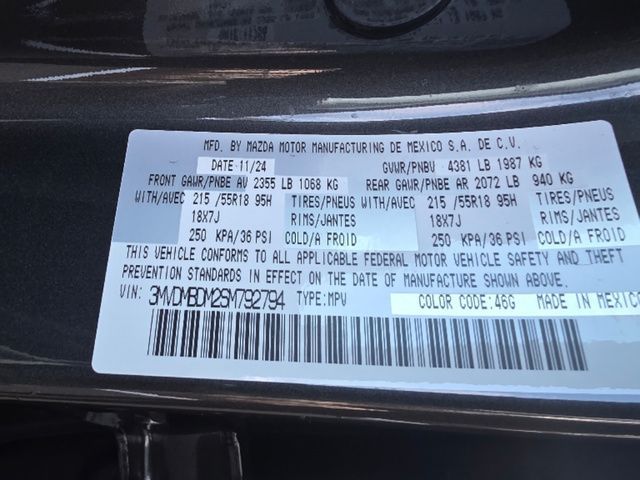 MFD. BY MAZDA MOTOR MANUFACTURING DE MEXICO S.A. DE C.V.
DATE 11/24 GVWR/PNBV 4381 LB 1987 KG
FRONT GAWR/PNBE AV 2355 LB 1068 KG REAR GAWR/PNBE AR 2072 LB 940 KG
WITH/AVEC 215 /55R18 95H TIRES/PNEUS WITH/AVEC 215 /55R18 95H TIRES/PNEUS
18X7J RIMS/JANTES 18X7J RIMS/JANTES
250 KPA/36 PSI COLD/A FROID 250 KPA/36 PSI COLD/A FROID
THIS VEHICLE CONFORMS TO ALL APPLICABLE FEDERAL MOTOR VEHICLE SAFETY AND THEFT
PREVENTION STANDARDS IN EFFECT ON THE DATE OF MANUFACTURE SHOWN ABOVE.
VIN: 3MVDMBDM2SM792794 TYPE:MPV COLOR CODE:46G MADE IN MEXICO